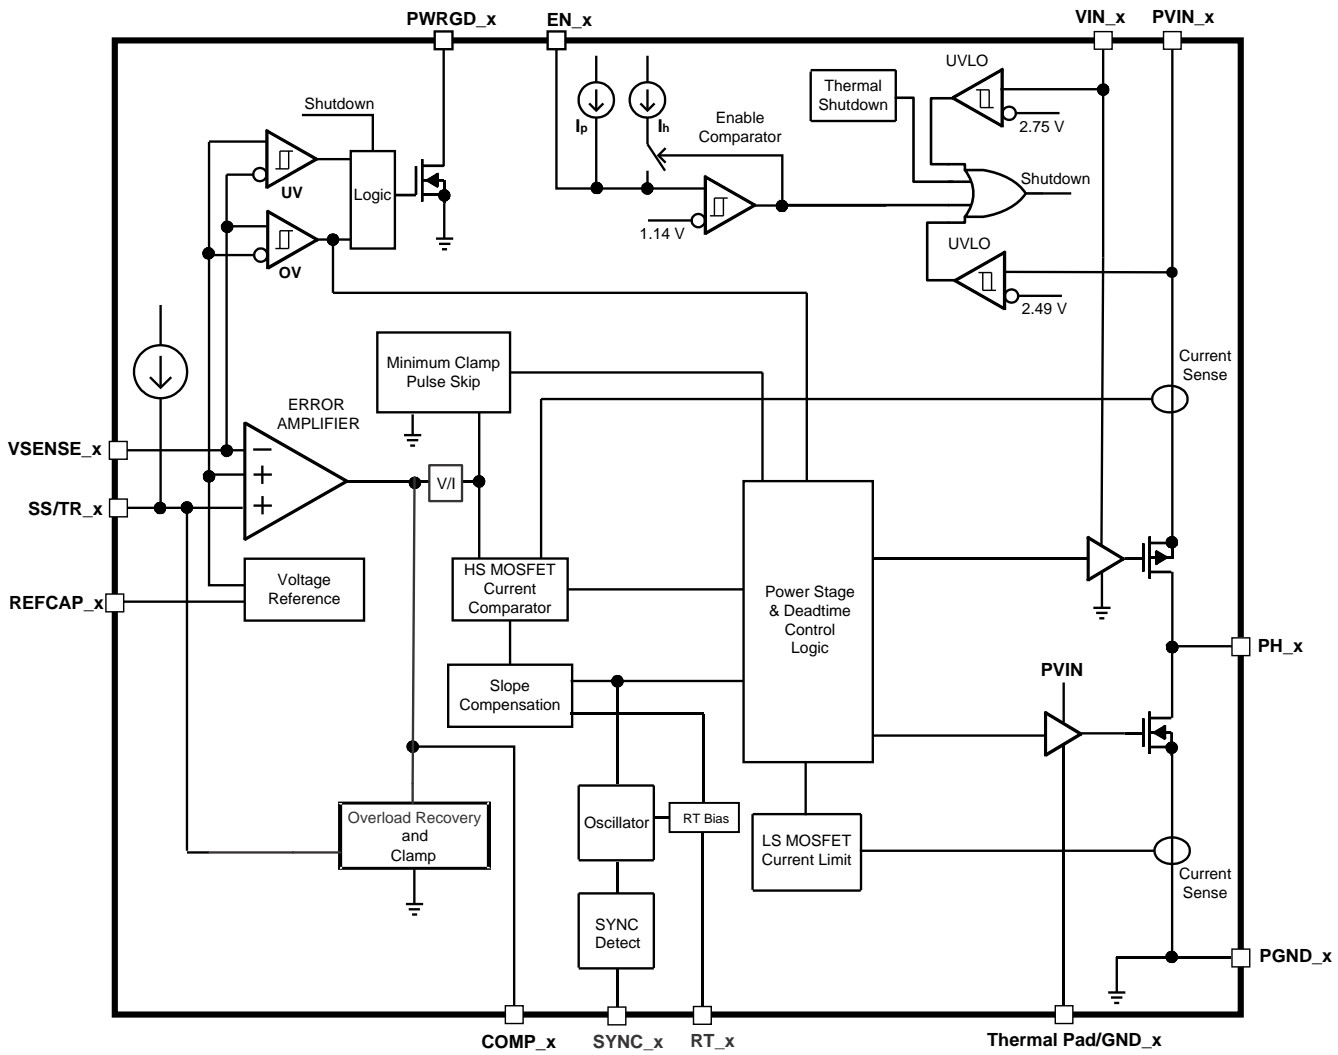 PWRGD_x
EN_x
VIN_x
PVIN_x
UVLO
Thermal
Shutdown
2.75 V
Shutdown
Ip
Ih
Enable
Comparator
UV
Logic
Shutdown
1.14 V
UVLO
OV
2.49 V
Minimum Clamp
Pulse Skip
Current
Sense
ERROR
AMPLIFIER
VSENSE_x
−
+
V/I
SS/TR_x
+
HS MOSFET
Current
Comparator
Voltage
Reference
REFCAP_x
Power Stage
& Deadtime
Control
Logic
PH_x
Slope
Compensation
PVIN
Overload Recovery
and
Clamp
Oscillator
RT Bias
LS MOSFET
Current Limit
Current
Sense
SYNC
Detect
PGND_x
COMP_x
SYNC_x
RT_x
Thermal Pad/GND_x